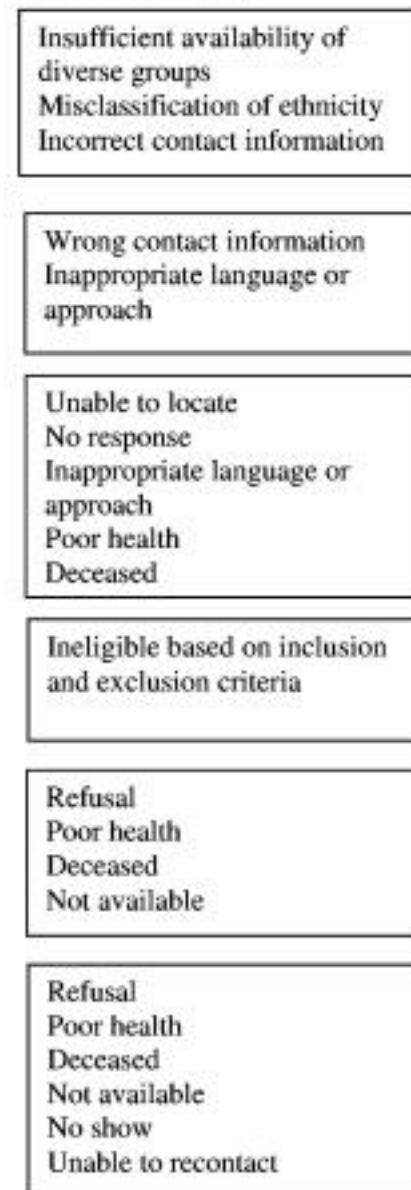 Insufficient availability of
diverse groups
Misclassification of ethnicity
Incorrect contact information
Wrong contact information
Inappropriate language or
approach
Unable to locate
No response
Inappropriate language or
approach
Poor health
Deceased
Ineligible based on inclusion
and exclusion criteria
Refusal
Poor health
Deceased
Not available
Refusal
Poor health
Deceased
Not available
No show
Unable to recontact